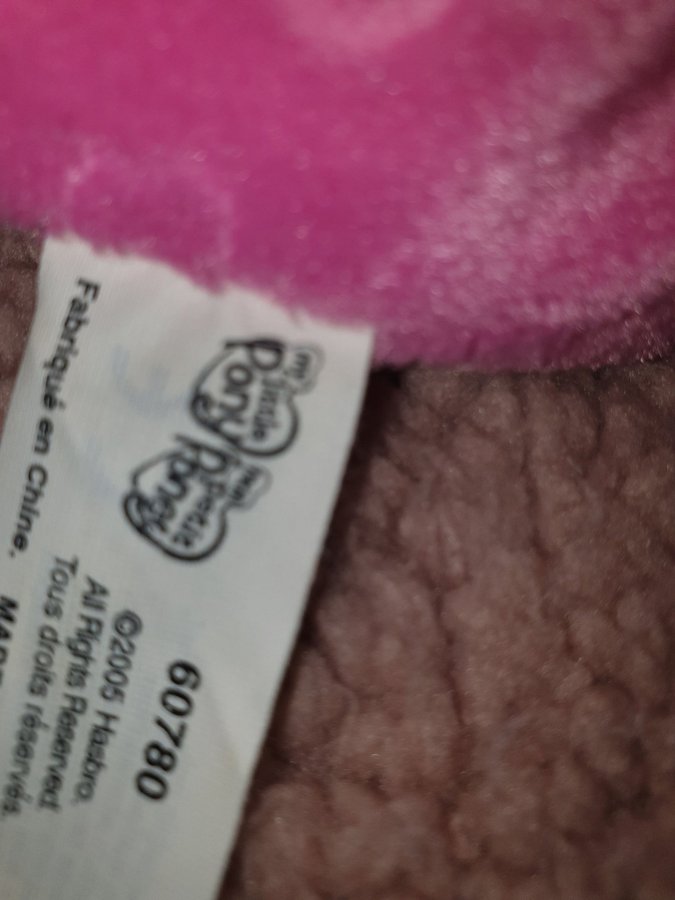 my little Pony
mon petit Poney
60780
©2005 Hasbro.
All Rights Reserved
Tous droits réservés.
Fabriqué en Chine.